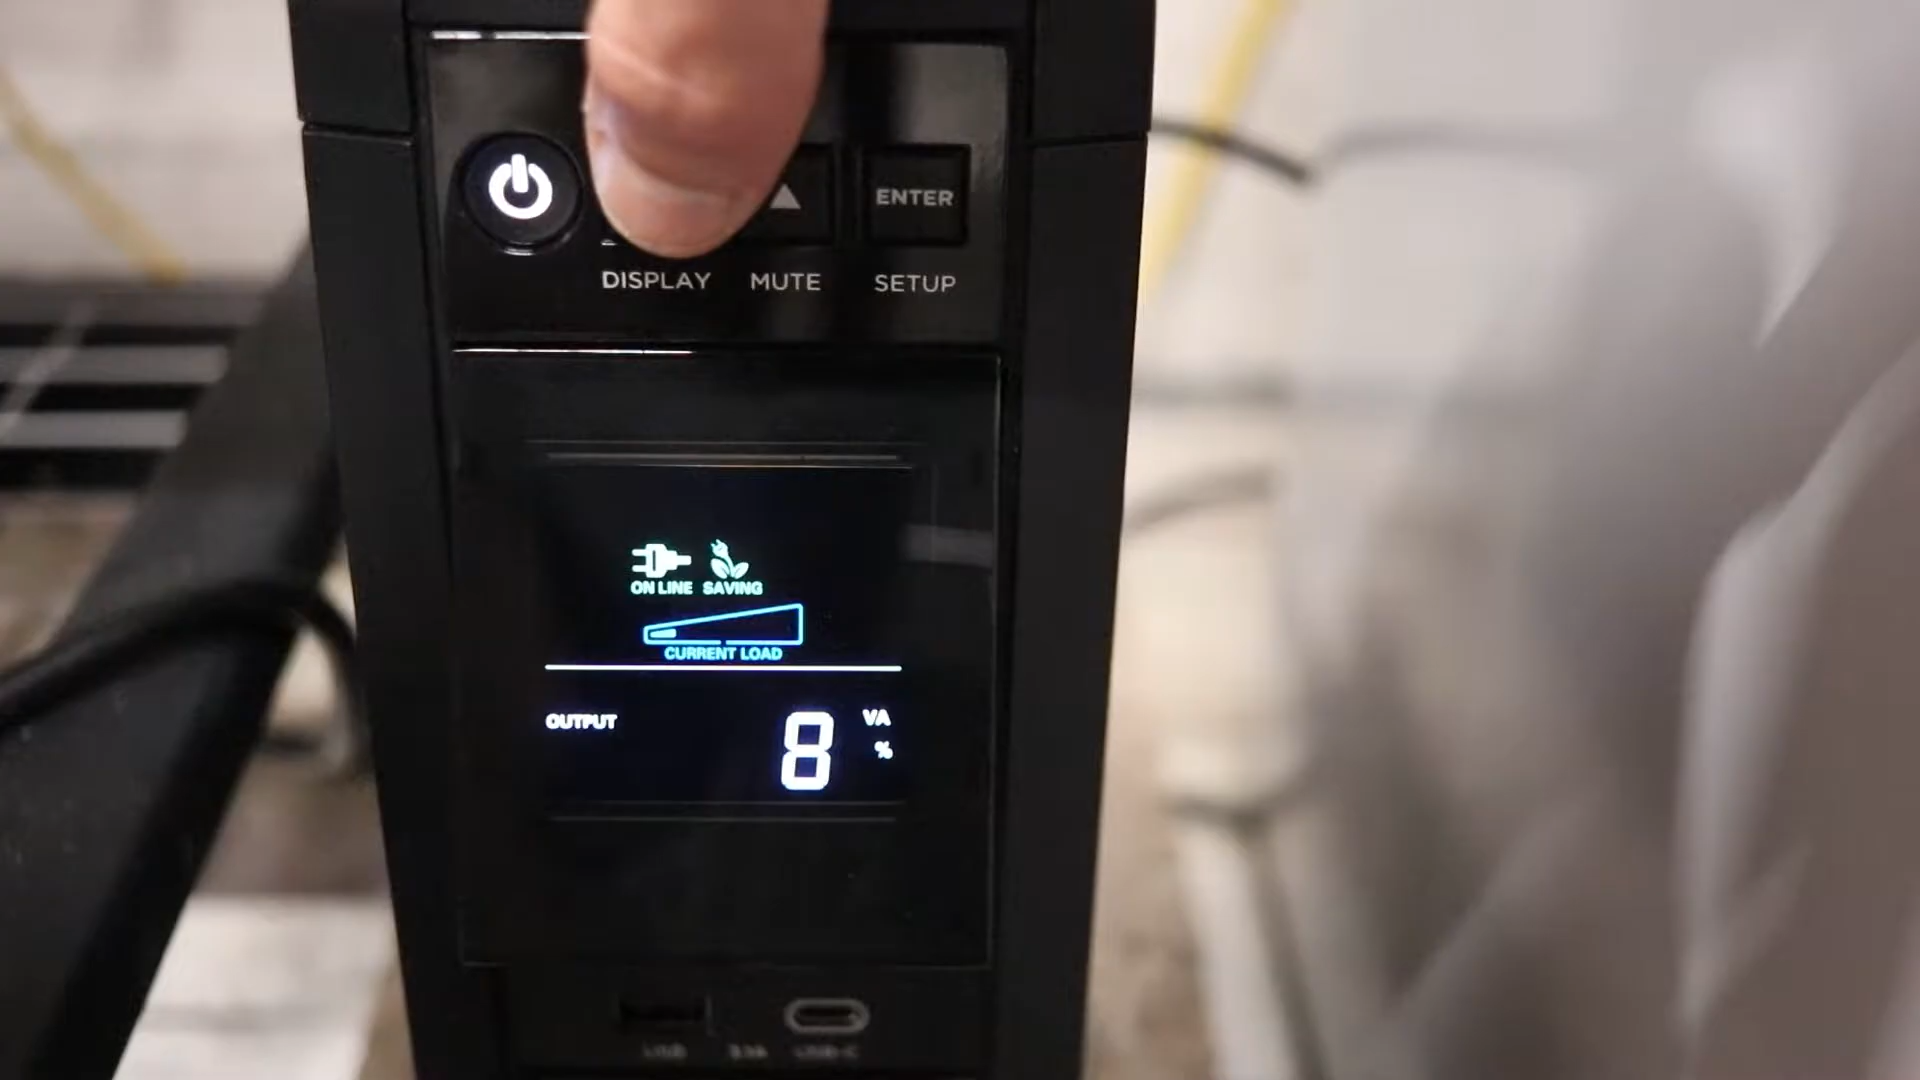 ENTER
DISPLAY MUTE SETUP
ON LINE SAVING
CURRENT LOAD
OUTPUT 8 VA
%
USB USB-C